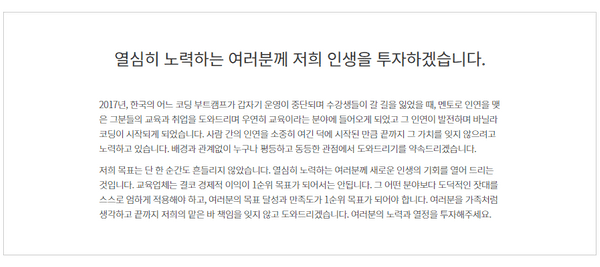 열심히 노력하는 여러분께 저희 인생을 투자하겠습니다.
2017년, 한국의 어느 코딩 부트캠프가 갑자기 운영이 중단되며 수강생들이 갈 길을 잃었을 때, 멘토로 인연을 맺
은 그분들의 교육과 취업을 도와드리며 우연히 교육이라는 분야에 들어오게 되었고 그 인연이 발전하며 바닐라
코딩이 시작되게 되었습니다. 사람 간의 인연을 소중히 여긴 덕에 시작된 만큼 끝까지 그 가치를 잊지 않으려고
노력하고 있습니다. 배경과 관계없이 누구나 평등하고 동등한 관점에서 도와드리기를 약속드리겠습니다.
저희 목표는 단 한 순간도 흔들리지 않았습니다. 열심히 노력하는 여러분께 새로운 인생의 기회를 열어 드리는
것입니다. 교육업체는 결코 경제적 이익이 1순위 목표가 되어서는 안됩니다. 그 어떤 분야보다 도덕적인 잣대를
스스로 엄하게 적용해야 하고, 여러분의 목표 달성과 만족도가 1순위 목표가 되어야 합니다. 여러분을 가족처럼
생각하고 끝까지 저희의 맡은 바 책임을 잊지 않고 도와드리겠습니다. 여러분의 노력과 열정을 투자해주세요.